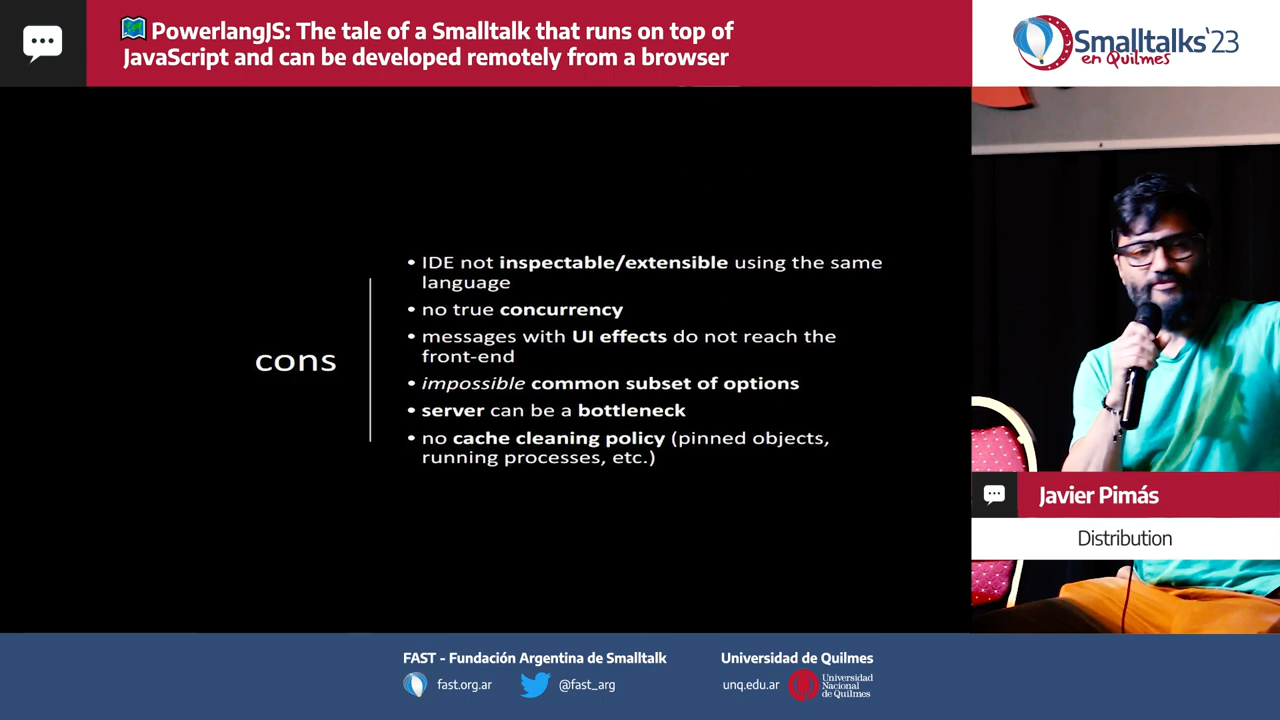 PowerlangJS: The tale of a Smalltalk that runs on top of
JavaScript and can be developed remotely from a browser
Smalltalks'23
en Quilmes
cons
• IDE not inspectable/extensible using the same
language
• no true concurrency
• messages with UI effects do not reach the
front-end
• impossible common subset of options
• server can be a bottleneck
• no cache cleaning policy (pinned objects,
running processes, etc.)
Javier Pimás
Distribution
FAST - Fundación Argentina de Smalltalk
fast.org.ar
@fast_arg
Universidad de Quilmes
unq.edu.ar
Universidad
Nacional
de Quilmes